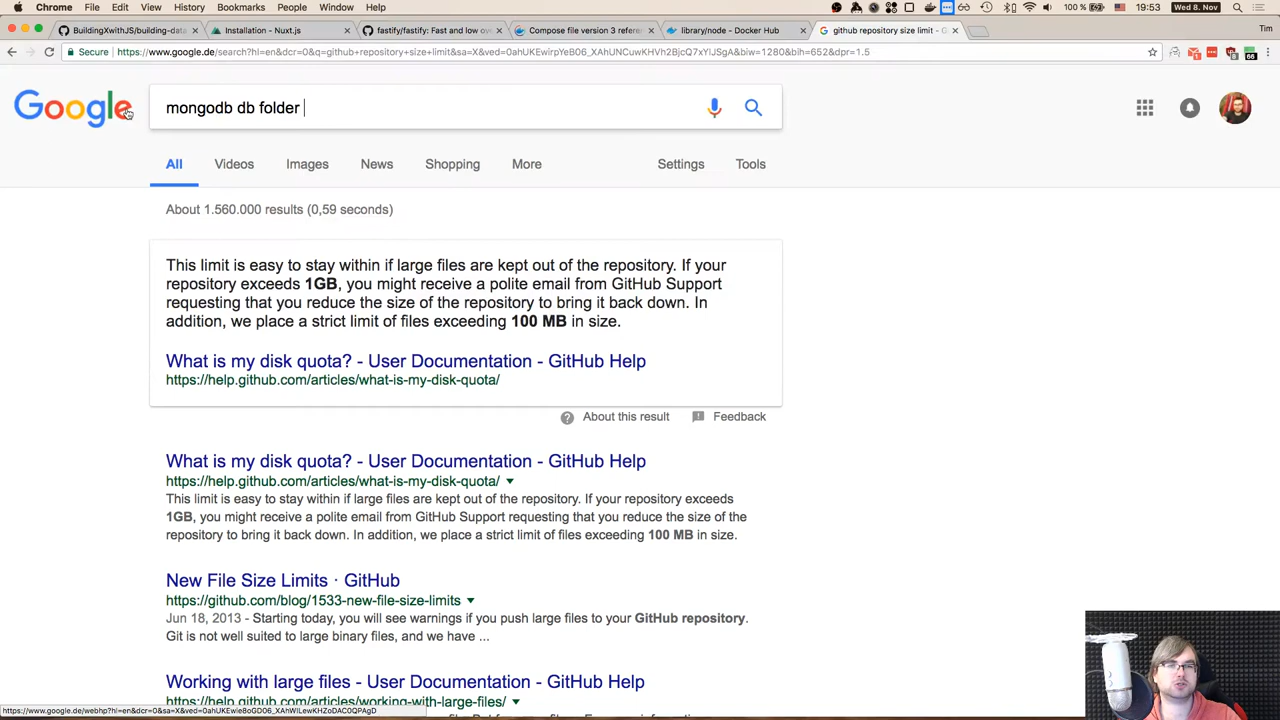 Chrome File Edit View History Bookmarks People Window Help 100 % 19:53 Wed 8. Nov
BuildingXwithJS/building-data Installation - Nuxt.js fastify/fastify: Fast and low ov Compose file version 3 refere library/node - Docker Hub github repository size limit - G Tim
Secure https://www.google.de/search?hl=en&dcr=0&q=github+repository+size+limit&sa=X&ved=0ahUKEwirpYeB06_XAhUNCuwKHVh2BjcQ7xYIJSgA&biw=1280&bih=652&dpr=1.5
Google mongodb db folder
All Videos Images News Shopping More Settings Tools
About 1.560.000 results (0,59 seconds)
This limit is easy to stay within if large files are kept out of the repository. If your
repository exceeds 1GB, you might receive a polite email from GitHub Support
requesting that you reduce the size of the repository to bring it back down. In
addition, we place a strict limit of files exceeding 100 MB in size.
What is my disk quota? - User Documentation - GitHub Help
https://help.github.com/articles/what-is-my-disk-quota/
About this result Feedback
What is my disk quota? - User Documentation - GitHub Help
https://help.github.com/articles/what-is-my-disk-quota/
This limit is easy to stay within if large files are kept out of the repository. If your repository exceeds
1GB, you might receive a polite email from GitHub Support requesting that you reduce the size of the
repository to bring it back down. In addition, we place a strict limit of files exceeding 100 MB in size.
New File Size Limits · GitHub
https://github.com/blog/1533-new-file-size-limits
Jun 18, 2013 - Starting today, you will see warnings if you push large files to your GitHub repository.
Git is not well suited to large binary files, and we have ...
Working with large files - User Documentation - GitHub Help
https://help.github.com/articles/working-with-large-files/